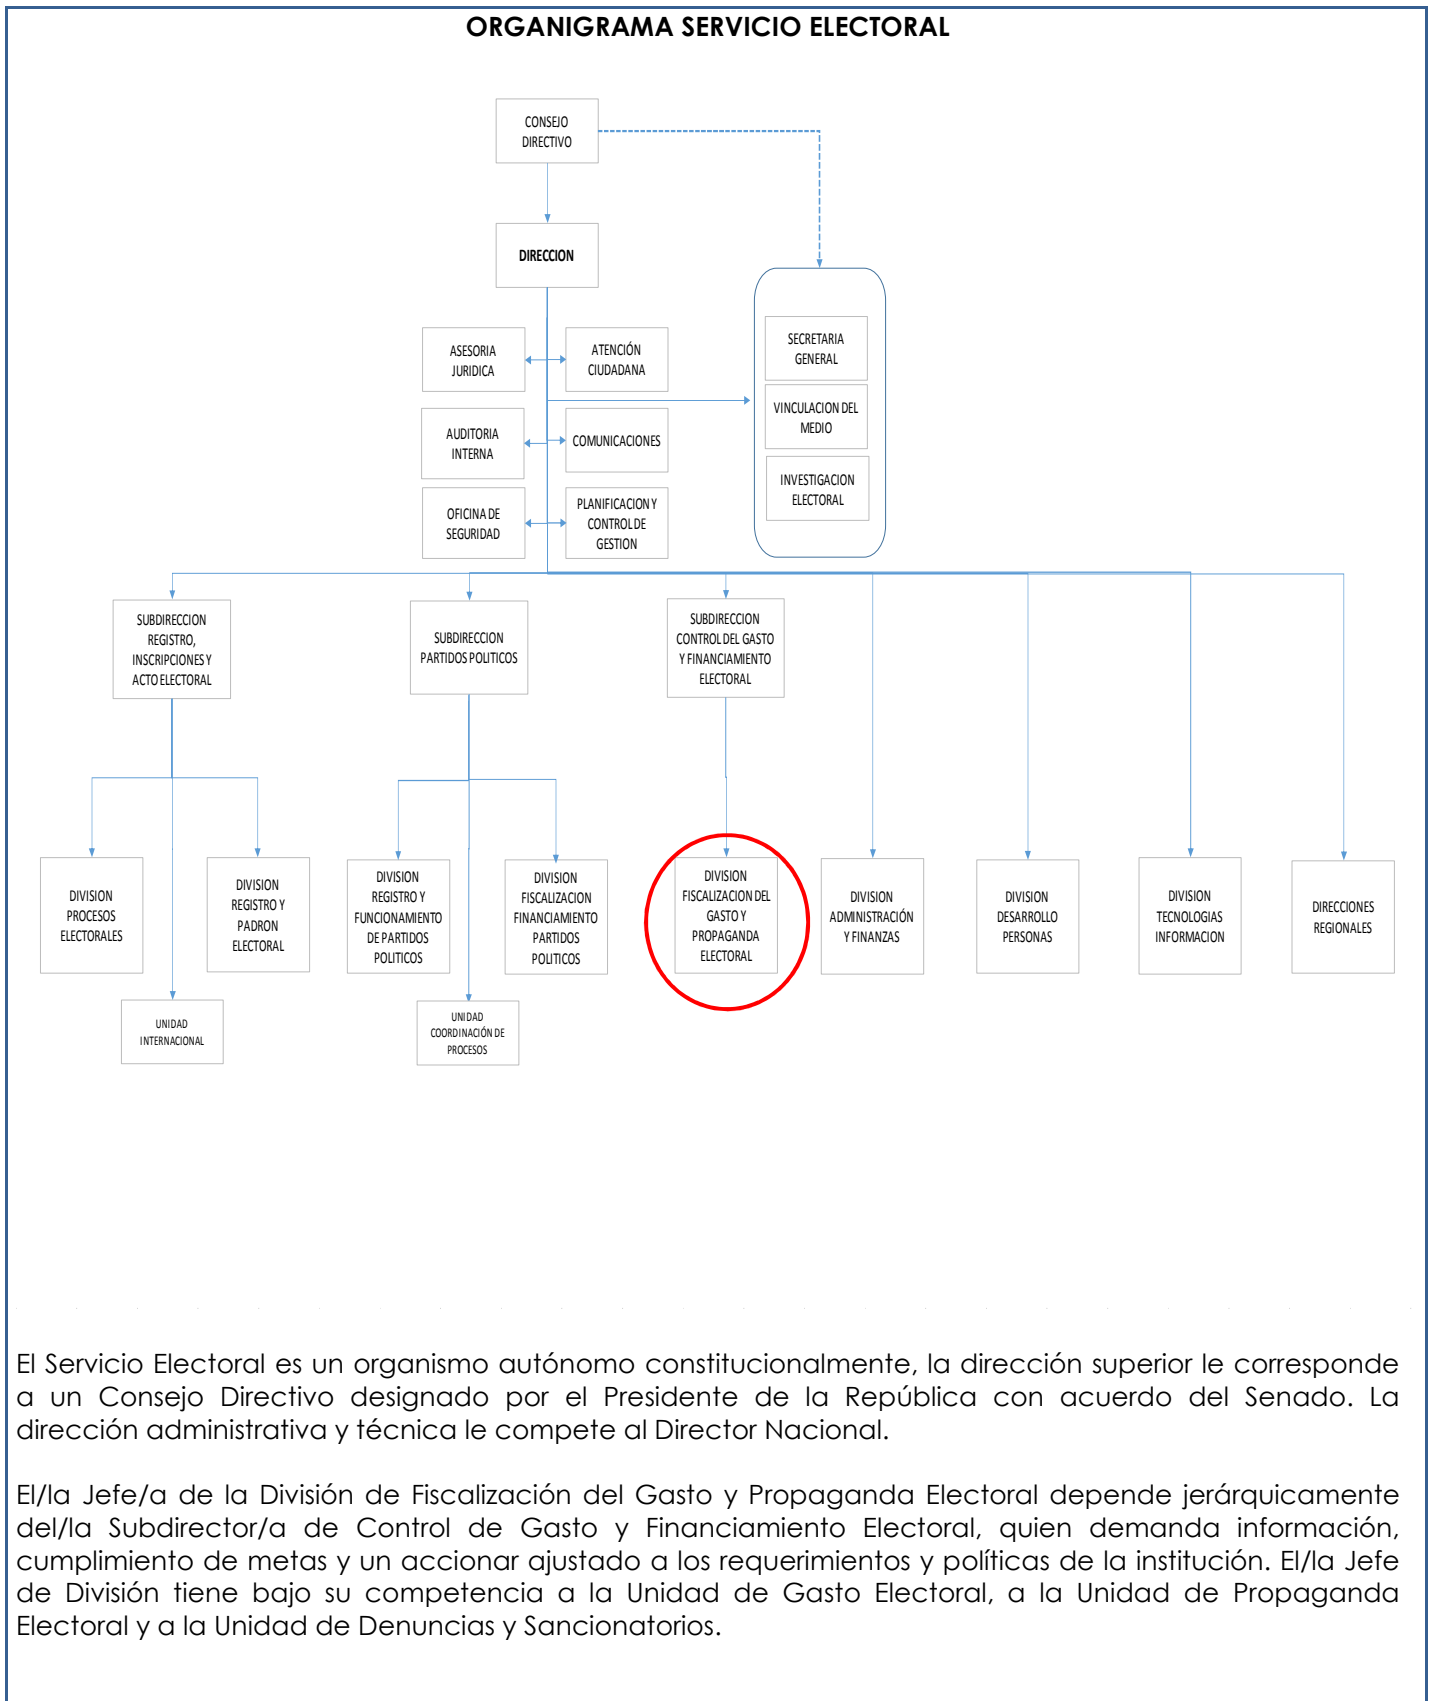 ORGANIGRAMA SERVICIO ELECTORAL
CONSEJO
DIRECTIVO
DIRECCION
ASESORIA
JURIDICA
ATENCIÓN
CIUDADANA
SECRETARIA
GENERAL
VINCULACION DEL
MEDIO
AUDITORIA
INTERNA
COMUNICACIONES
INVESTIGACION
ELECTORAL
OFICINA DE
SEGURIDAD
PLANIFICACION Y
CONTROL DE
GESTION
SUBDIRECCION
REGISTRO,
INSCRIPCIONES Y
ACTO ELECTORAL
SUBDIRECCION
PARTIDOS POLITICOS
SUBDIRECCION
CONTROL DEL GASTO
Y FINANCIAMIENTO
ELECTORAL
DIVISION
PROCESOS
ELECTORALES
DIVISION
REGISTRO Y
PADRON
ELECTORAL
DIVISION
REGISTRO Y
FUNCIONAMIENTO
DE PARTIDOS
POLITICOS
DIVISION
FISCALIZACION
FINANCIAMIENTO
PARTIDOS
POLITICOS
DIVISION
FISCALIZACION DEL
GASTO Y
PROPAGANDA
ELECTORAL
DIVISION
ADMINISTRACIÓN
Y FINANZAS
DIVISION
DESARROLLO
PERSONAS
DIVISION
TECNOLOGIAS
INFORMACION
DIRECCIONES
REGIONALES
UNIDAD
INTERNACIONAL
UNIDAD
COORDINACIÓN DE
PROCESOS
El Servicio Electoral es un organismo autónomo constitucionalmente, la dirección superior le corresponde
a un Consejo Directivo designado por el Presidente de la República con acuerdo del Senado. La
dirección administrativa y técnica le compete al Director Nacional.
El/la Jefe/a de la División de Fiscalización del Gasto y Propaganda Electoral depende jerárquicamente
del/la Subdirector/a de Control de Gasto y Financiamiento Electoral, quien demanda información,
cumplimiento de metas y un accionar ajustado a los requerimientos y políticas de la institución. El/la Jefe
de División tiene bajo su competencia a la Unidad de Gasto Electoral, a la Unidad de Propaganda
Electoral y a la Unidad de Denuncias y Sancionatorios.